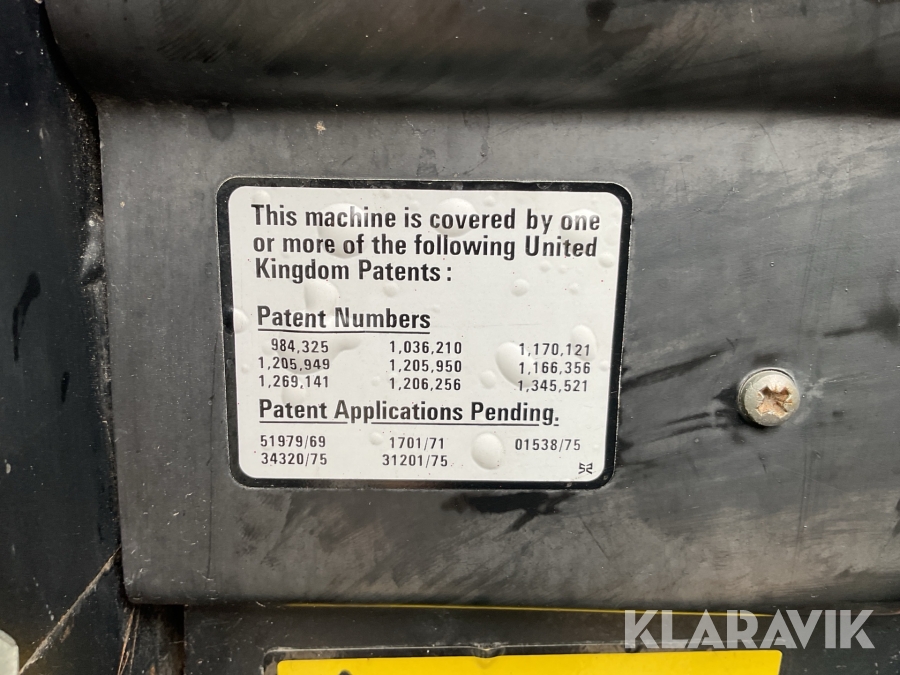 This machine is covered by one
or more of the following United
Kingdom Patents :
Patent Numbers
984,325 1,036,210 1,170,121
1,205,949 1,205,950 1,166,356
1,269,141 1,206,256 1,345,521
Patent Applications Pending.
51979/69 1701/71 01538/75
34320/75 31201/75
KLARAVIK